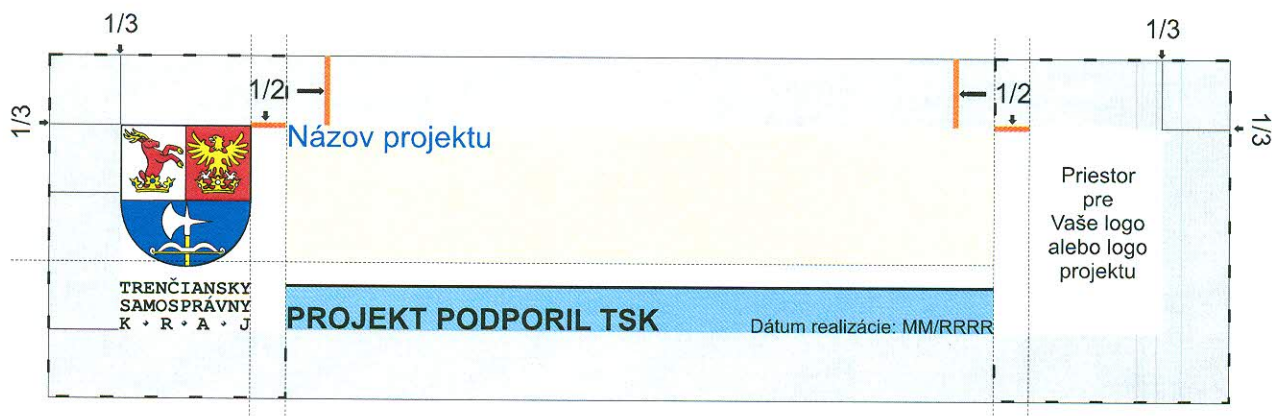 1/3
1/3
1/2
1/2
1/3
1/3
Názov projektu
Priestor
pre
Vaše logo
alebo logo
projektu
TRENČIANSKY
SAMOSPRÁVNY
K • R • A • J
PROJEKT PODPORIL TSK
Dátum realizácie: MM/RRRR